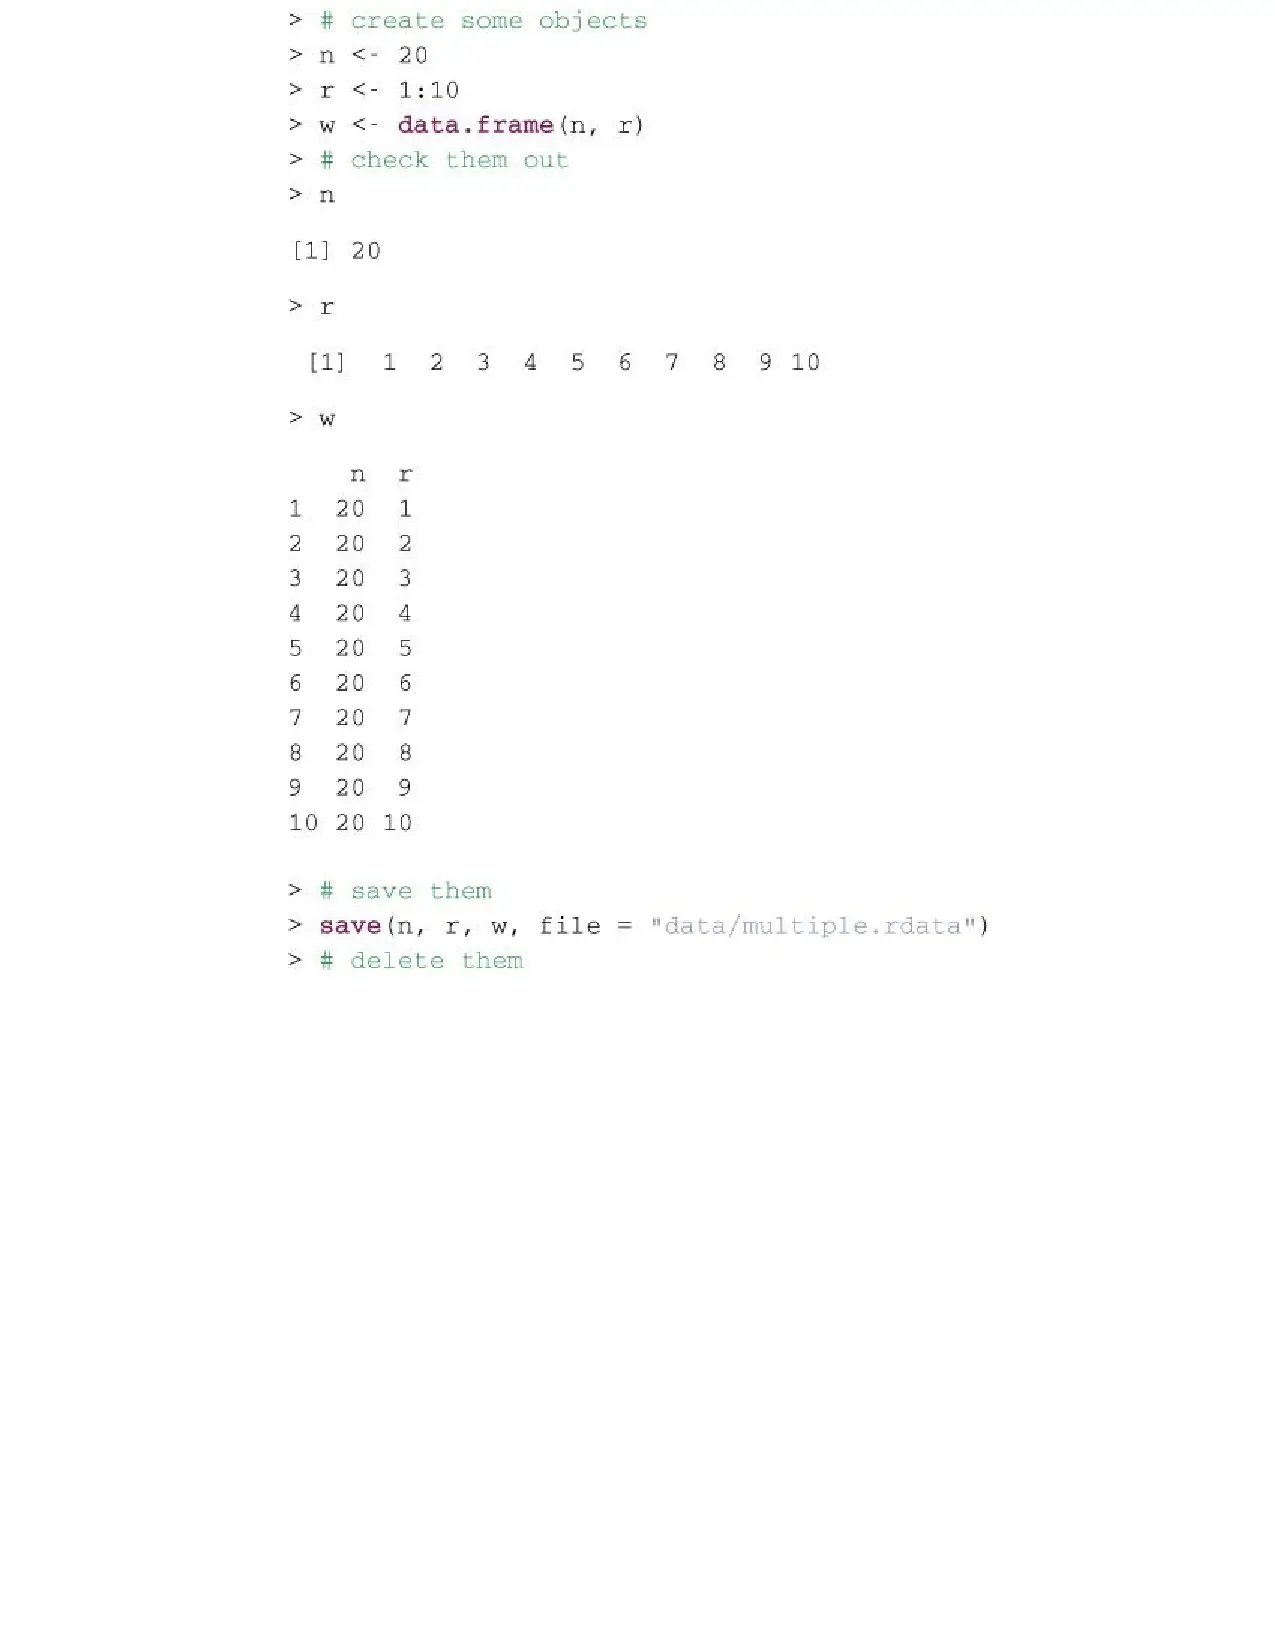 > # create some objects
> n <- 20
> r <- 1:10
> w <- data.frame(n, r)
> # check them out
> n
[1] 20
> r
 [1]  1  2  3  4  5  6  7  8  9 10
> w
    n  r
1  20  1
2  20  2
3  20  3
4  20  4
5  20  5
6  20  6
7  20  7
8  20  8
9  20  9
10 20 10
> # save them
> save(n, r, w, file = "data/multiple.rdata")
> # delete them